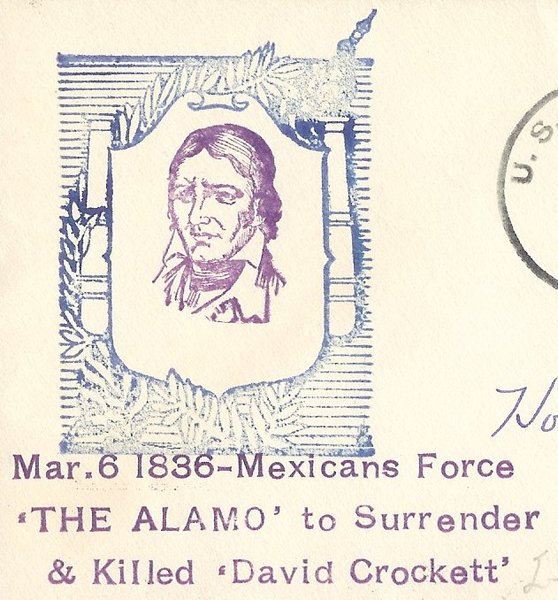 U.S.
Mar.6 1836-Mexicans Force
‘THE ALAMO’ to Surrender
& Killed ‘David Crockett’